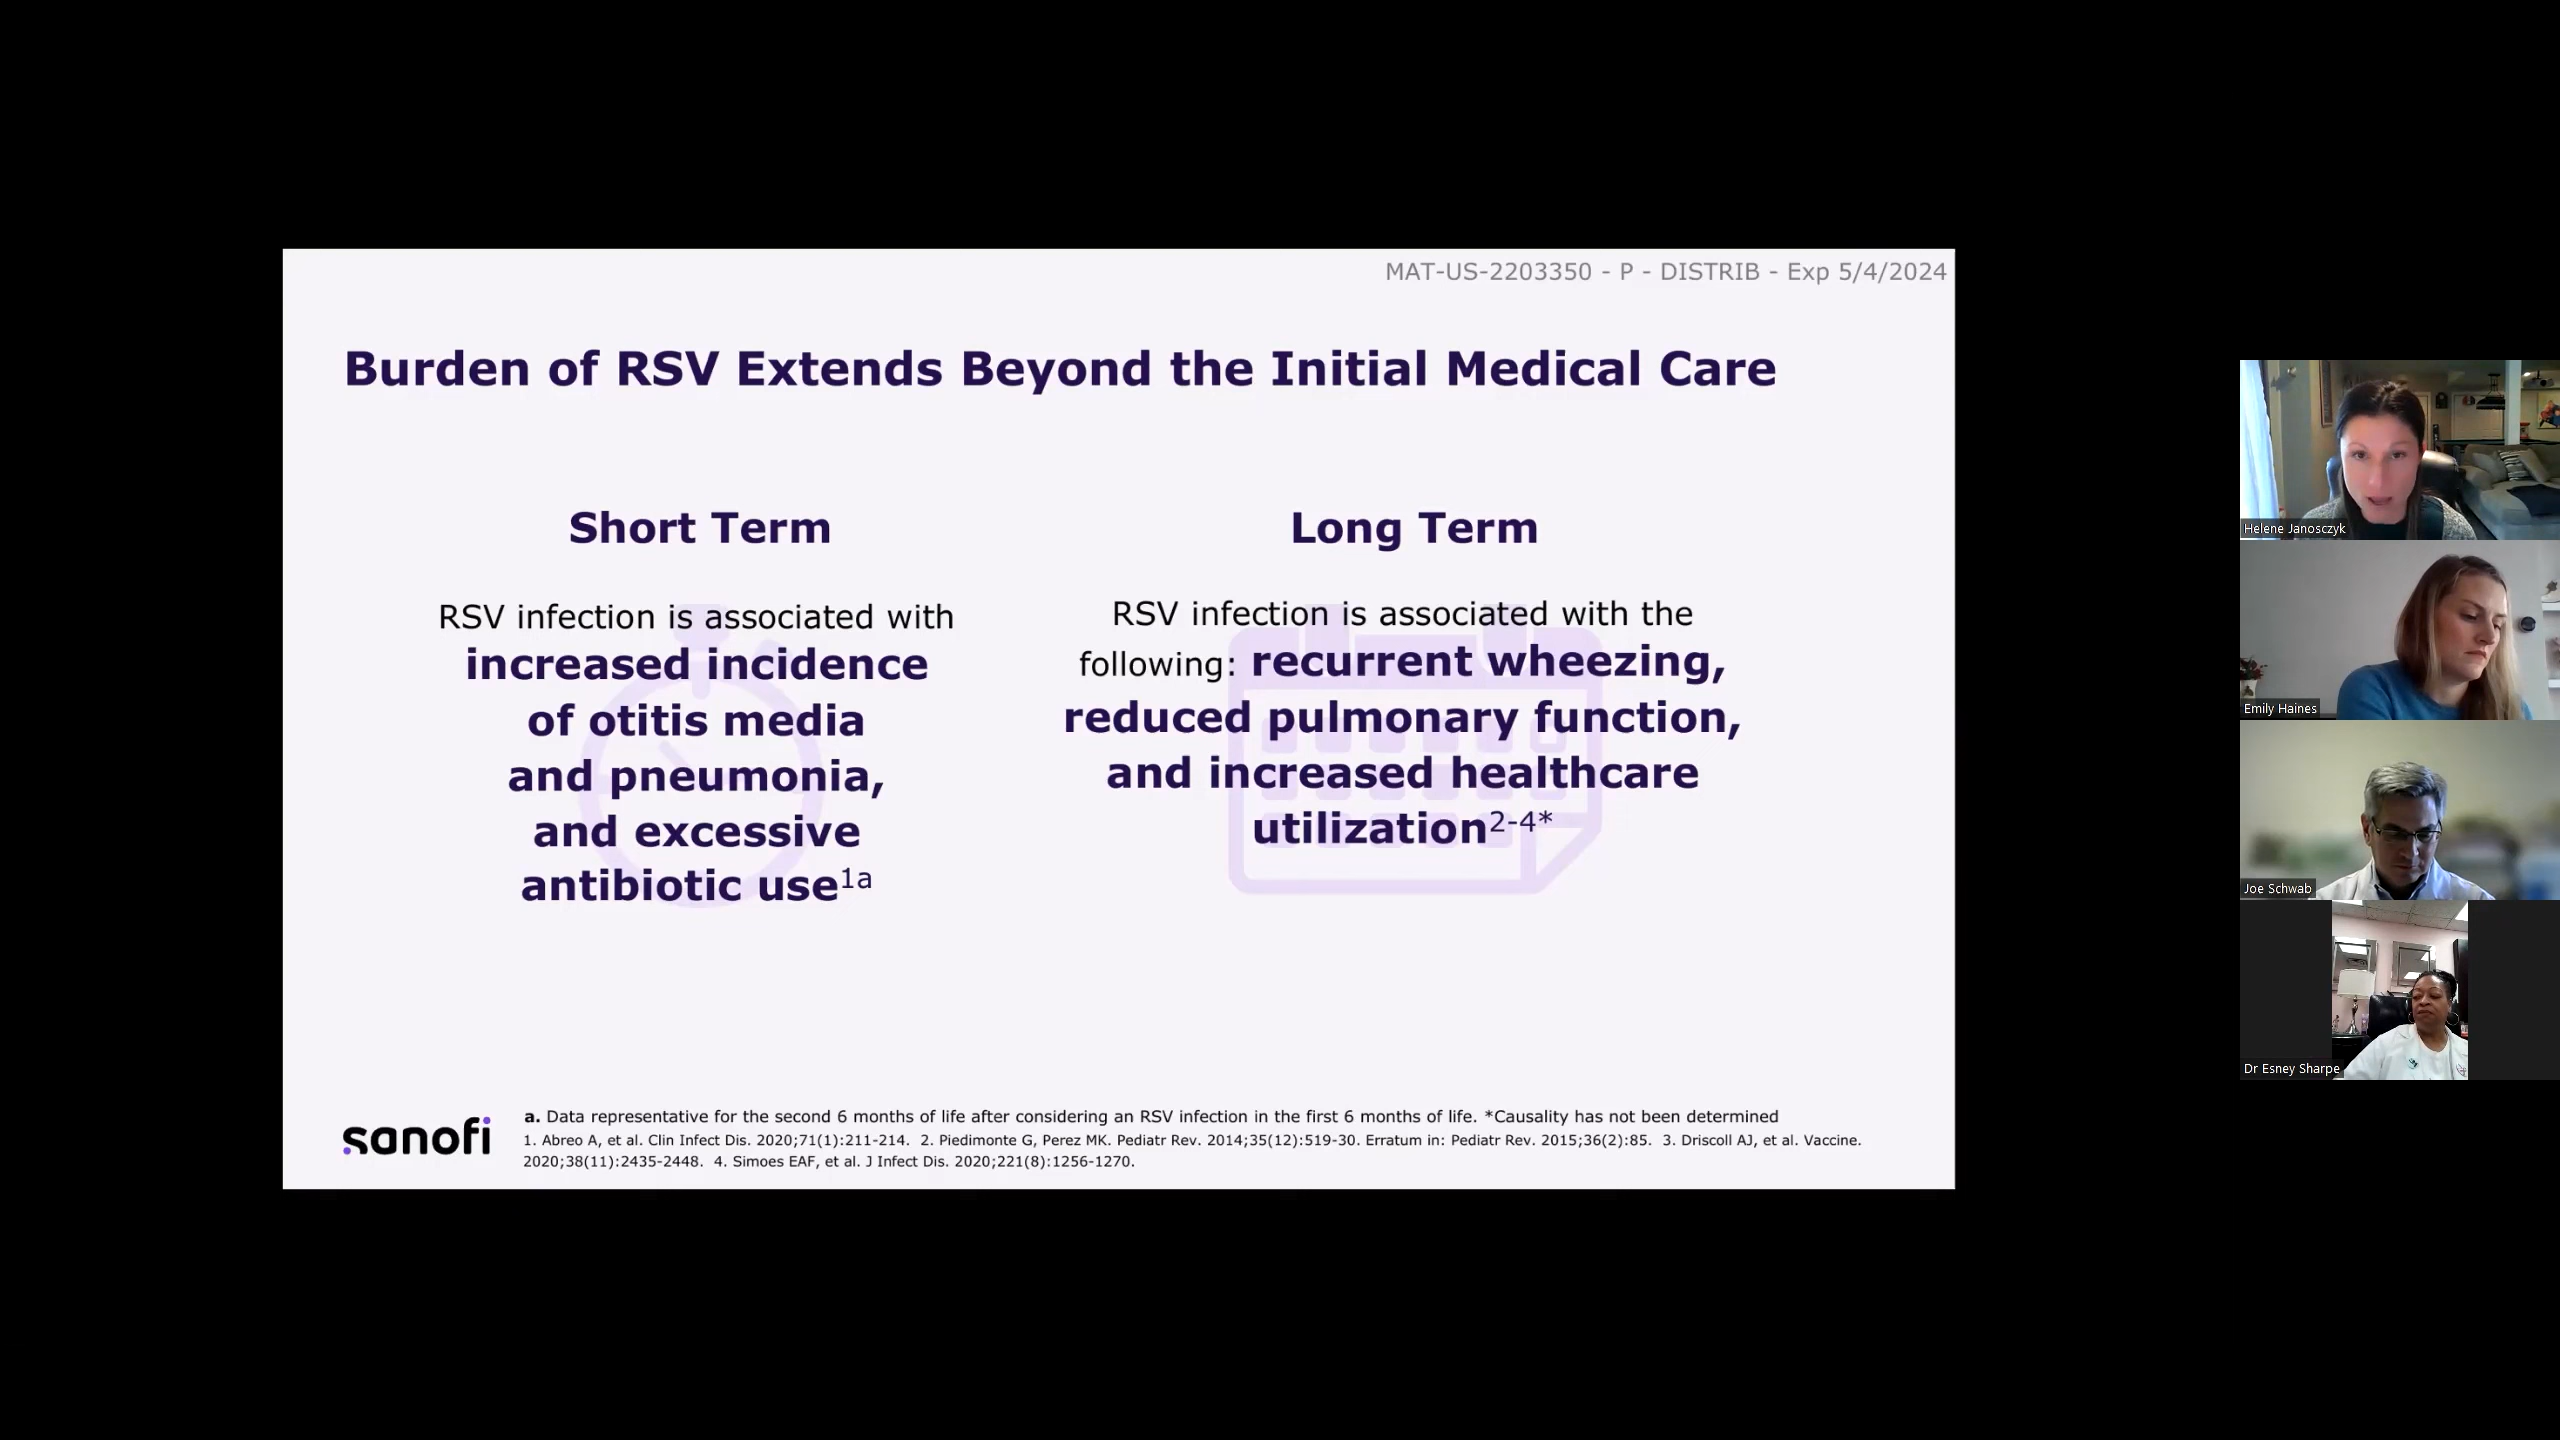 MAT-US-2203350 - P - DISTRIB - Exp 5/4/2024
Burden of RSV Extends Beyond the Initial Medical Care
Short Term
RSV infection is associated with
increased incidence
of otitis media
and pneumonia,
and excessive
antibiotic use1a
Long Term
RSV infection is associated with the
following: recurrent wheezing,
reduced pulmonary function,
and increased healthcare
utilization2-4*
sanofi
a. Data representative for the second 6 months of life after considering an RSV infection in the first 6 months of life. *Causality has not been determined
1. Abreo A, et al. Clin Infect Dis. 2020;71(1):211-214. 2. Piedimonte G, Perez MK. Pediatr Rev. 2014;35(12):519-30. Erratum in: Pediatr Rev. 2015;36(2):85. 3. Driscoll AJ, et al. Vaccine.
2020;38(11):2435-2448. 4. Simoes EAF, et al. J Infect Dis. 2020;221(8):1256-1270.
Helene Janosczyk
Emily Haines
Joe Schwab
Dr Esney Sharpe